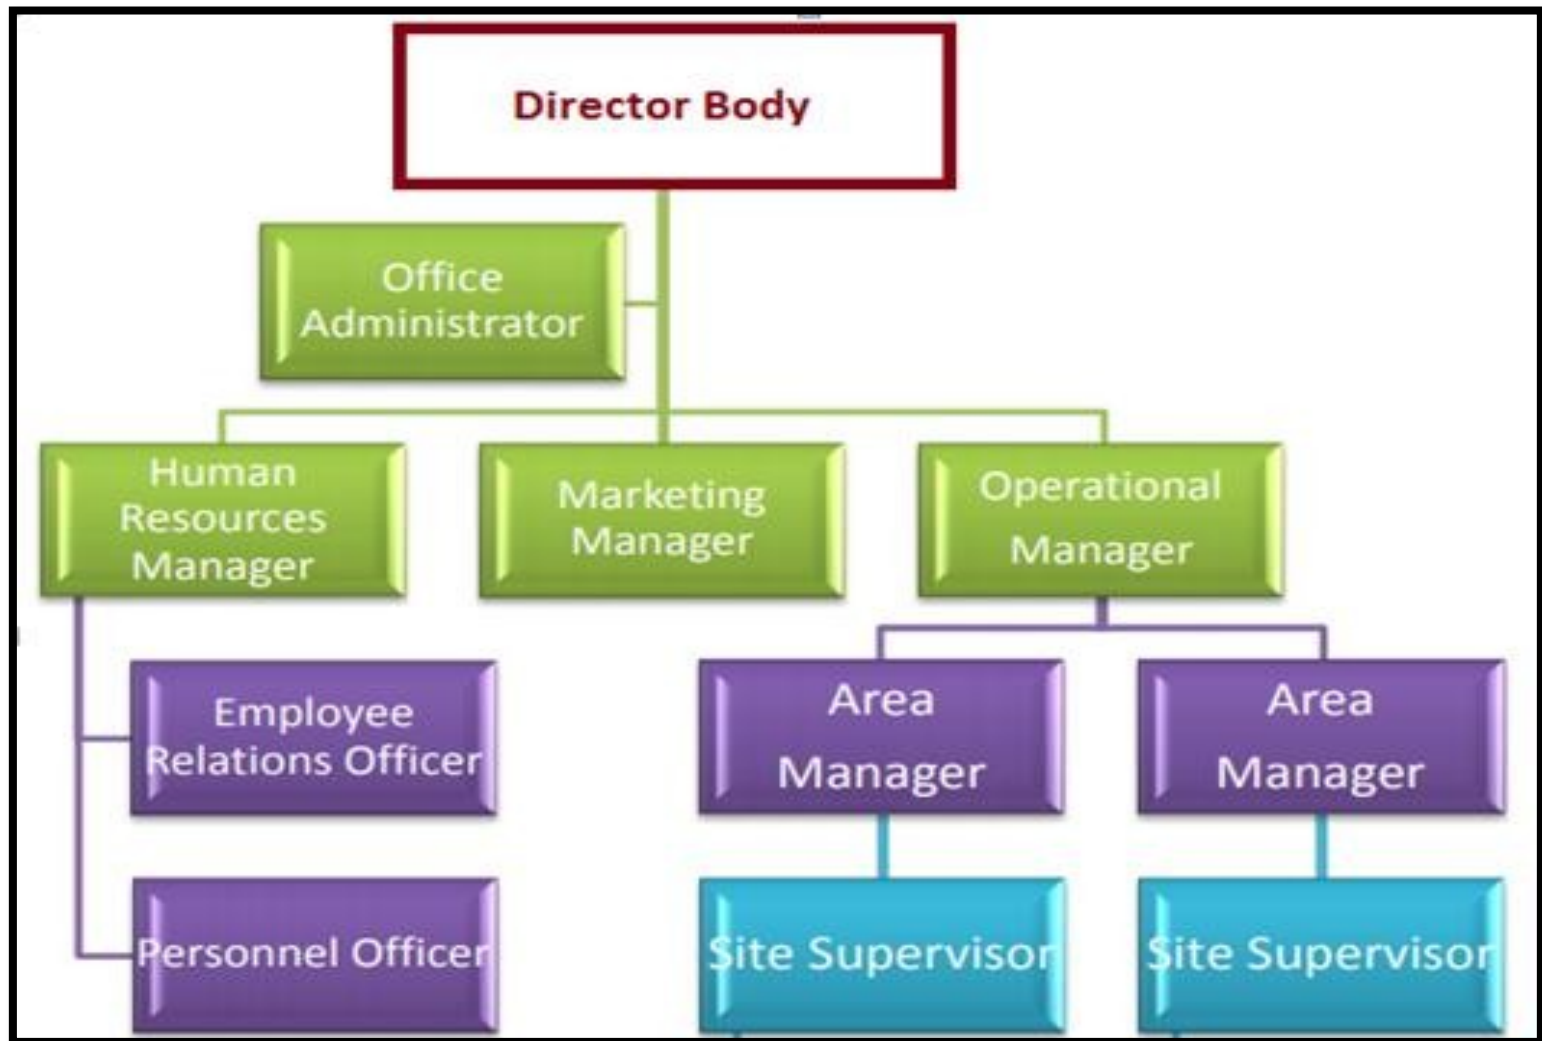 Director Body
Office
Administrator
Human
Resources
Manager
Marketing
Manager
Operational
Manager
Employee
Relations Officer
Area
Manager
Area
Manager
Personnel Officer
Site Supervisor
Site Supervisor